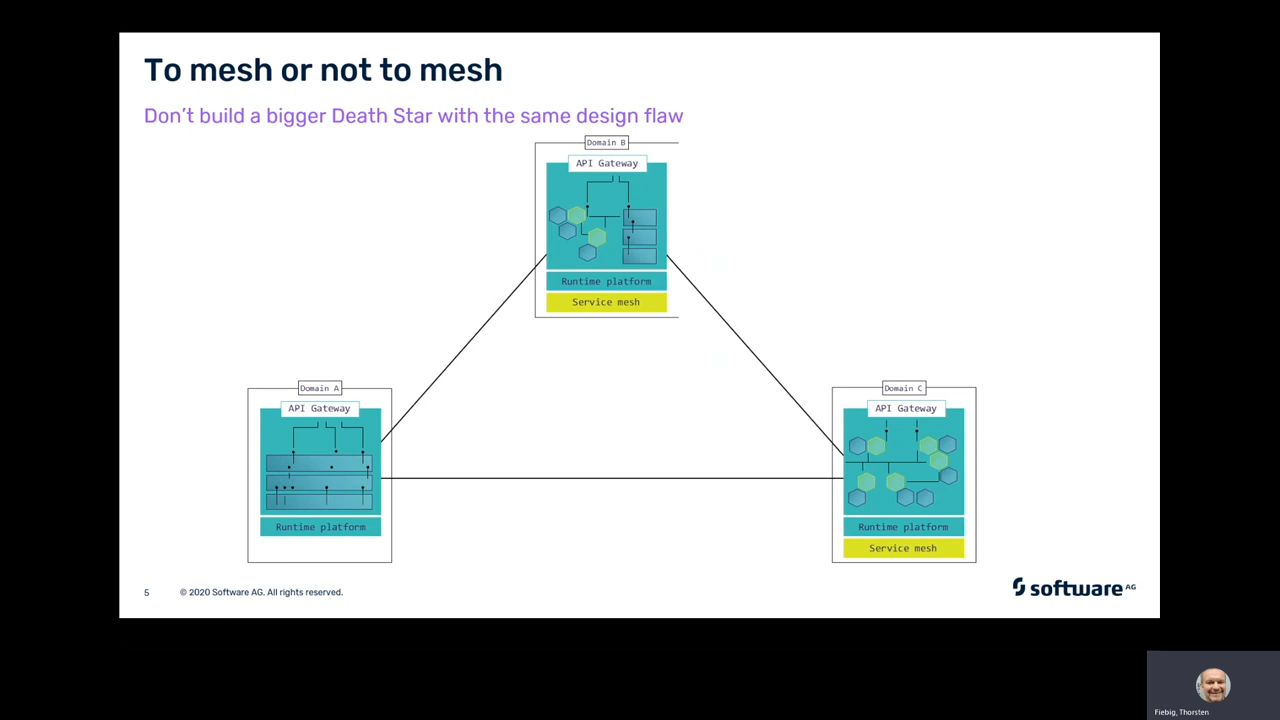 To mesh or not to mesh
Don't build a bigger Death Star with the same design flaw
Domain B
API Gateway
Runtime platform
Service mesh
Domain A
API Gateway
Runtime platform
Domain C
API Gateway
Runtime platform
Service mesh
5 © 2020 Software AG. All rights reserved.
software AG
Fiebig, Thorsten